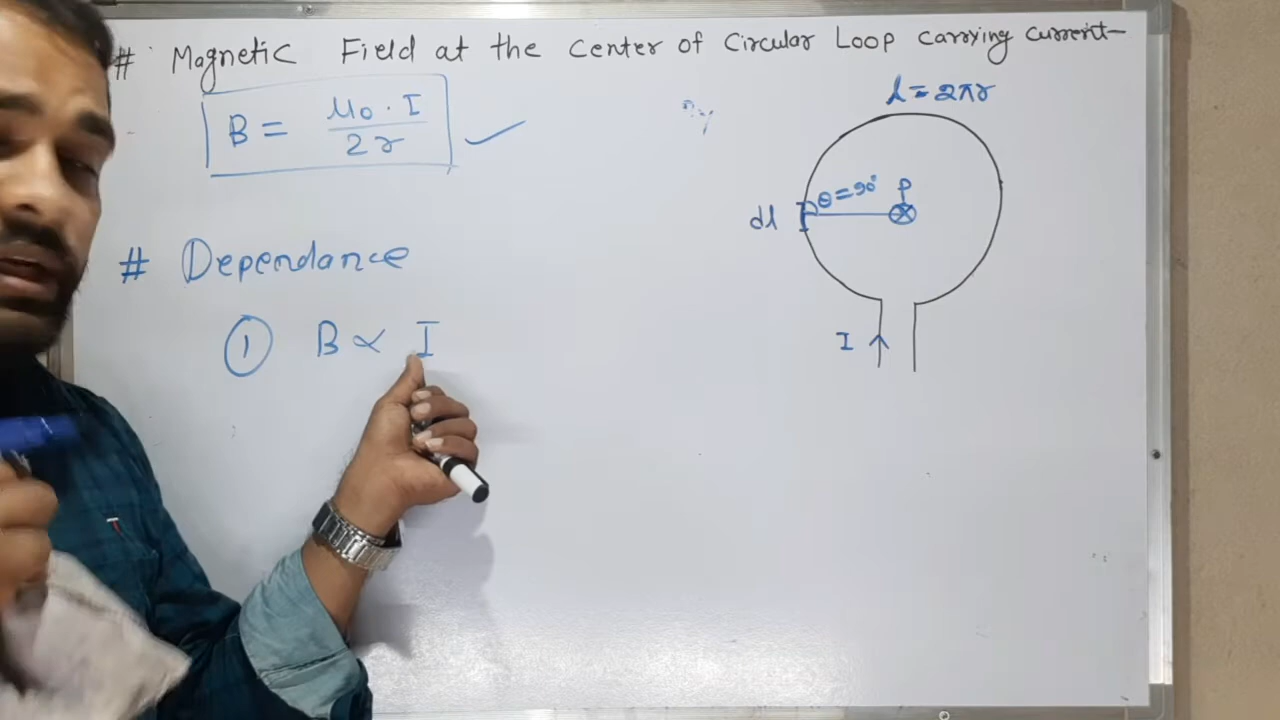 # Magnetic Field at the center of Circular Loop carrying current-
B = μ₀ · I / 2r
l = 2πr
θ = 90°
P
dl
I
# Dependance
① B ∝ I